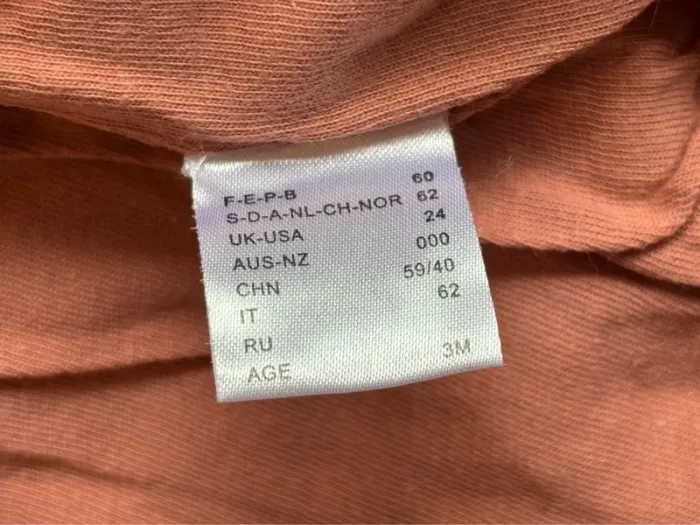 F-E-P-B 60
S-D-A-NL-CH-NOR 62
UK-USA 24
AUS-NZ 000
CHN 59/40
IT 62
RU
AGE 3M